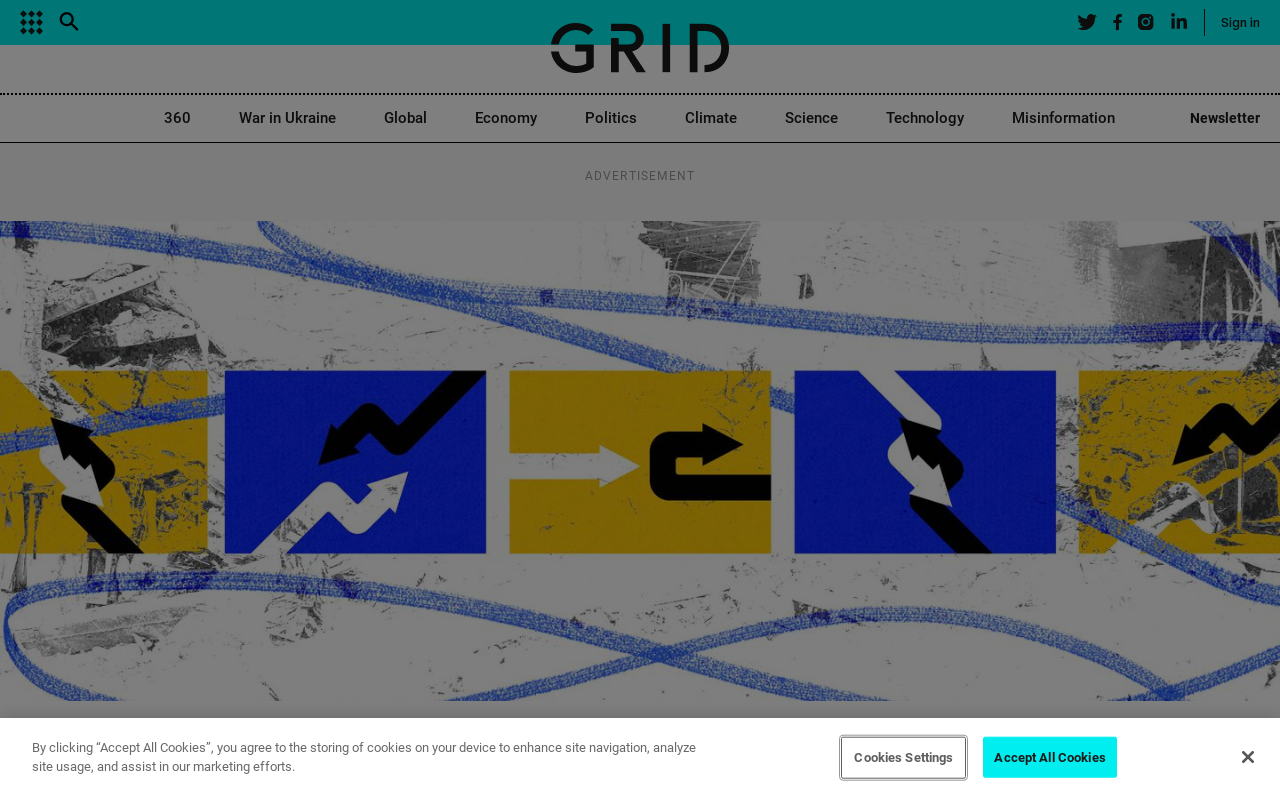 Sign in
GRID
360
War in Ukraine
Global
Economy
Politics
Climate
Science
Technology
Misinformation
Newsletter
ADVERTISEMENT
By clicking “Accept All Cookies”, you agree to the storing of cookies on your device to enhance site navigation, analyze
site usage, and assist in our marketing efforts.
Cookies Settings
Accept All Cookies